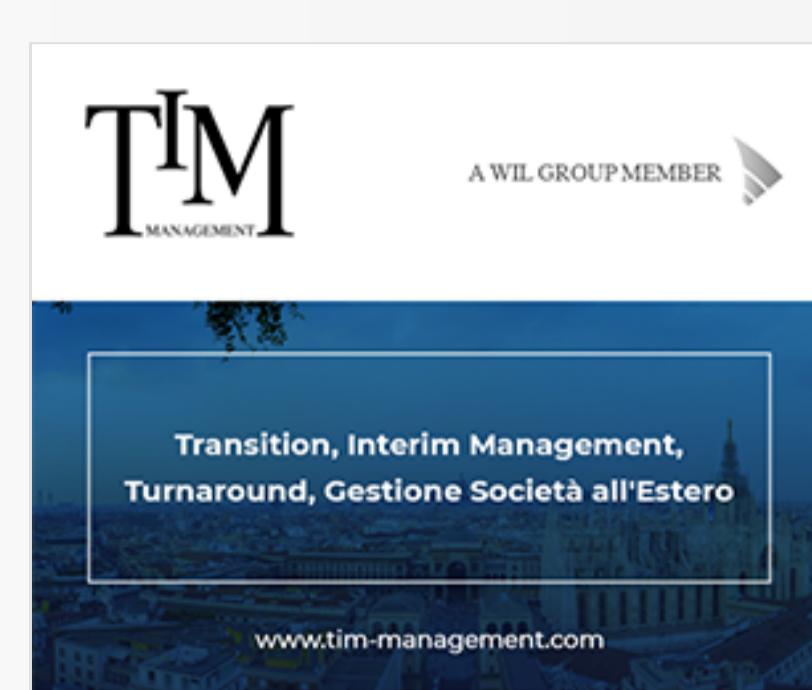 TIM
MANAGEMENT
A WIL GROUP MEMBER
Transition, Interim Management,
Turnaround, Gestione Società all'Estero
www.tim-management.com